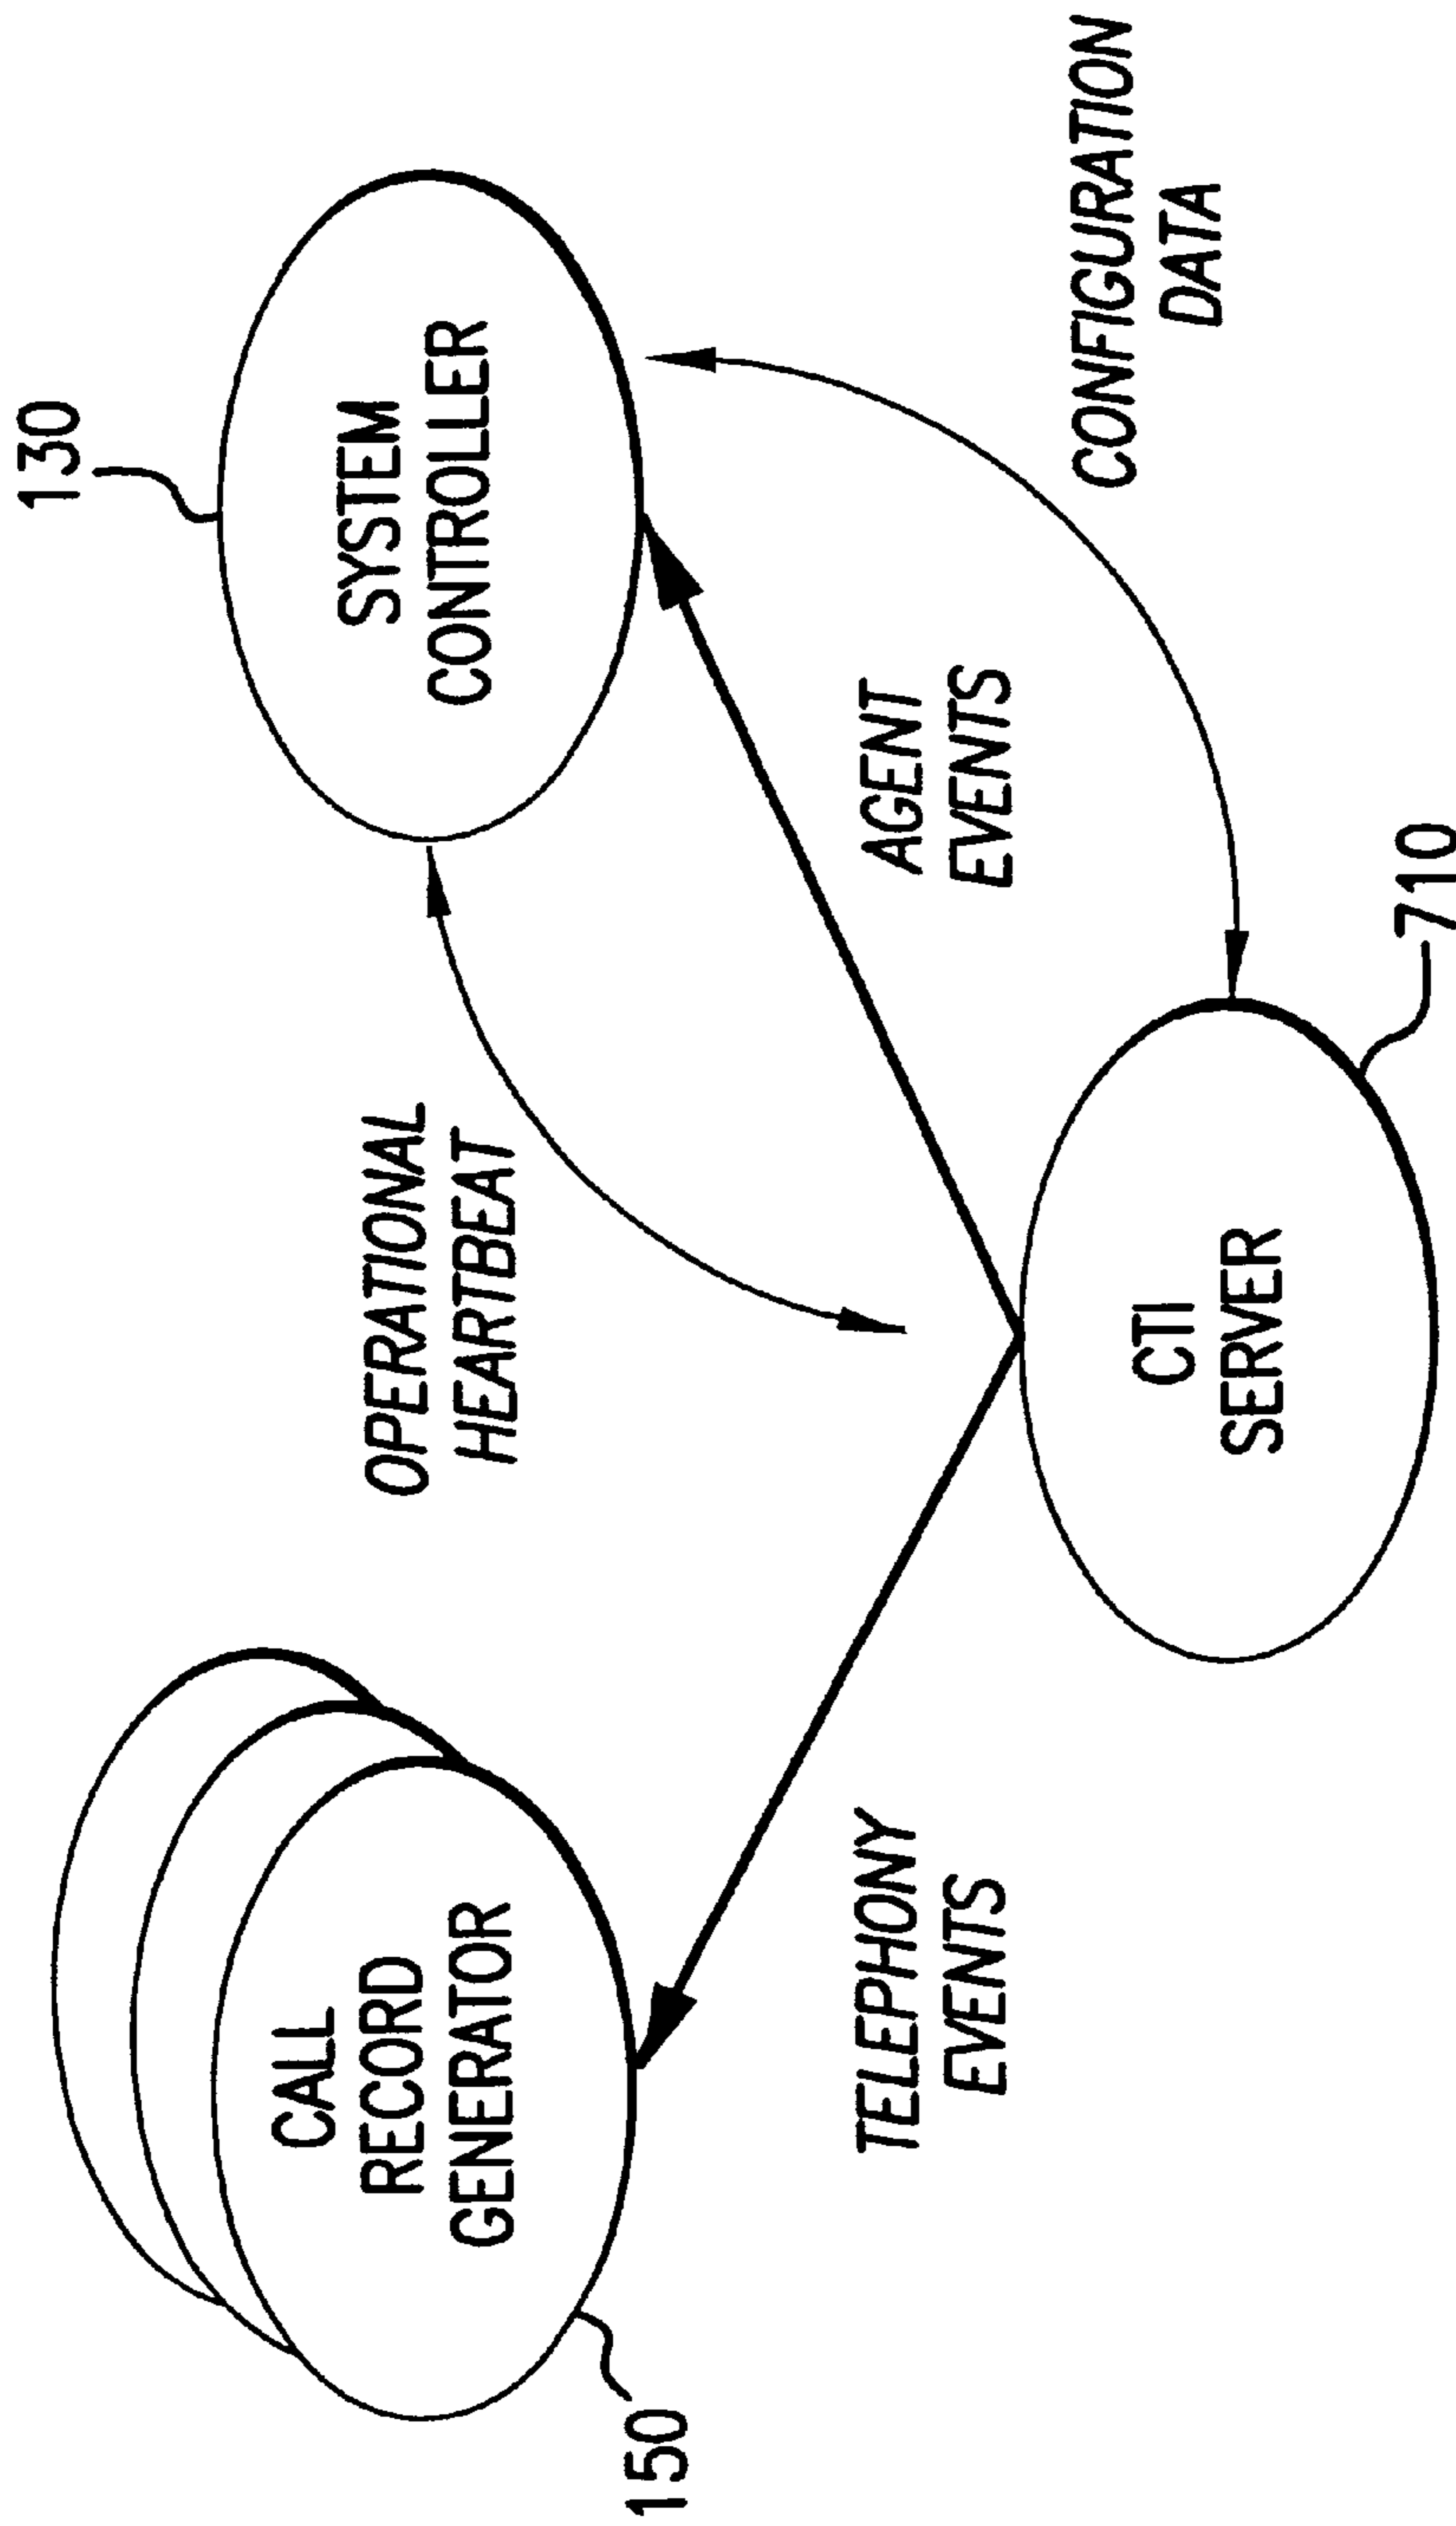 CALL
RECORD
GENERATOR
150
OPERATIONAL
HEARTBEAT
SYSTEM
CONTROLLER
130
TELEPHONY
EVENTS
AGENT
EVENTS
CTI
SERVER
710
CONFIGURATION
DATA